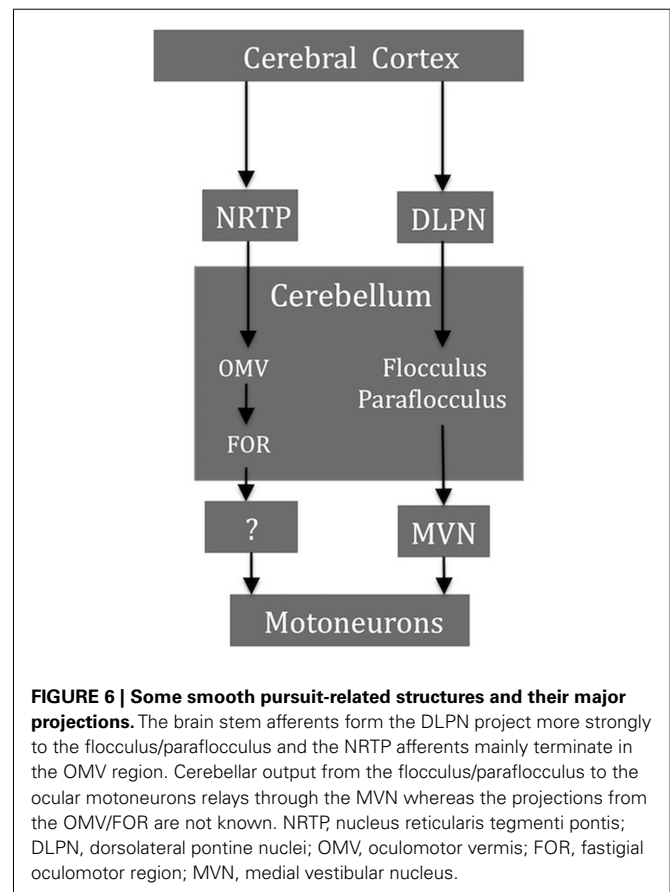 Cerebral Cortex
NRTP DLPN
Cerebellum
OMV Flocculus
Paraflocculus
FOR
? MVN
Motoneurons
FIGURE 6 | Some smooth pursuit-related structures and their major
projections. The brain stem afferents form the DLPN project more strongly
to the flocculus/paraflocculus and the NRTP afferents mainly terminate in
the OMV region. Cerebellar output from the flocculus/paraflocculus to the
ocular motoneurons relays through the MVN whereas the projections from
the OMV/FOR are not known. NRTP, nucleus reticularis tegmenti pontis;
DLPN, dorsolateral pontine nuclei; OMV, oculomotor vermis; FOR, fastigial
oculomotor region; MVN, medial vestibular nucleus.